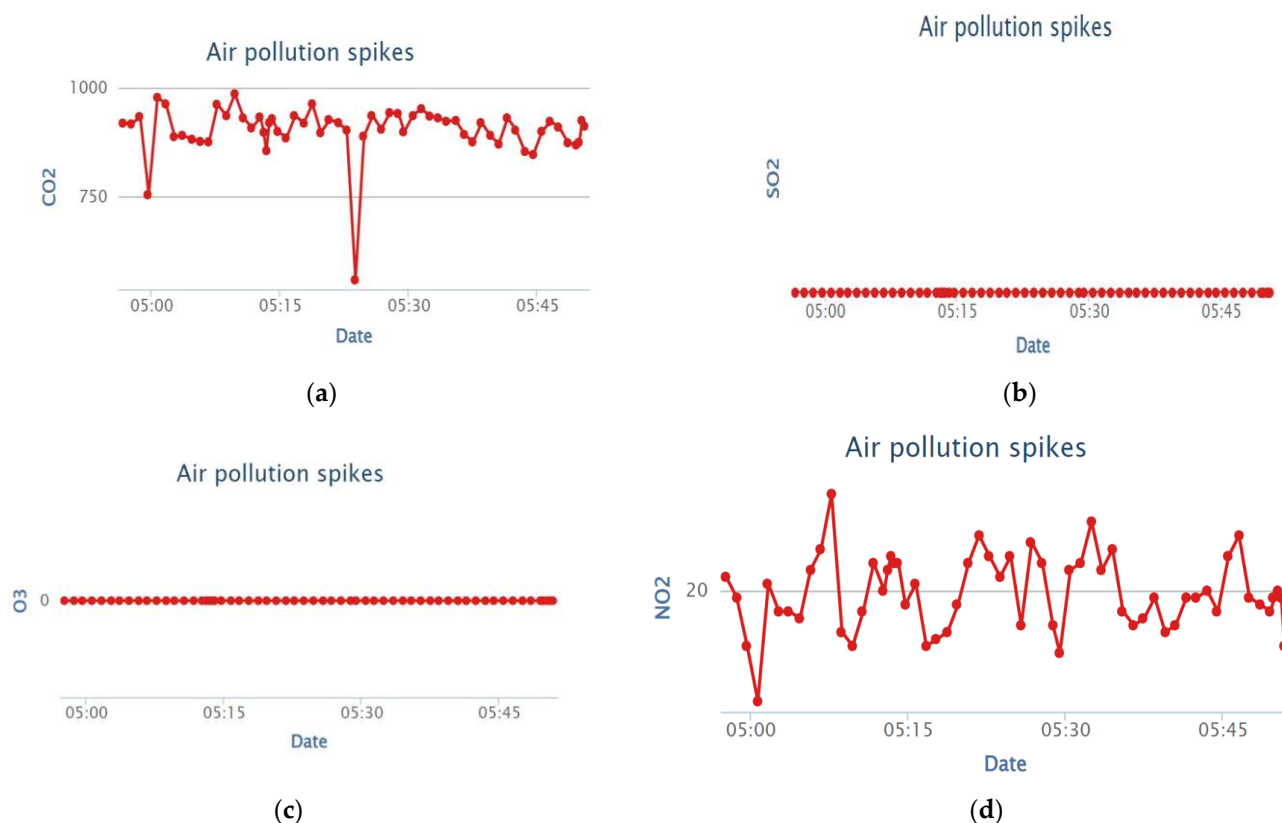 Air pollution spikes
1000
750
CO2
05:00 05:15 05:30 05:45
Date
(a)
Air pollution spikes
SO2
05:00 05:15 05:30 05:45
Date
(b)
Air pollution spikes
O3
0
05:00 05:15 05:30 05:45
Date
(c)
Air pollution spikes
NO2
20
05:00 05:15 05:30 05:45
Date
(d)